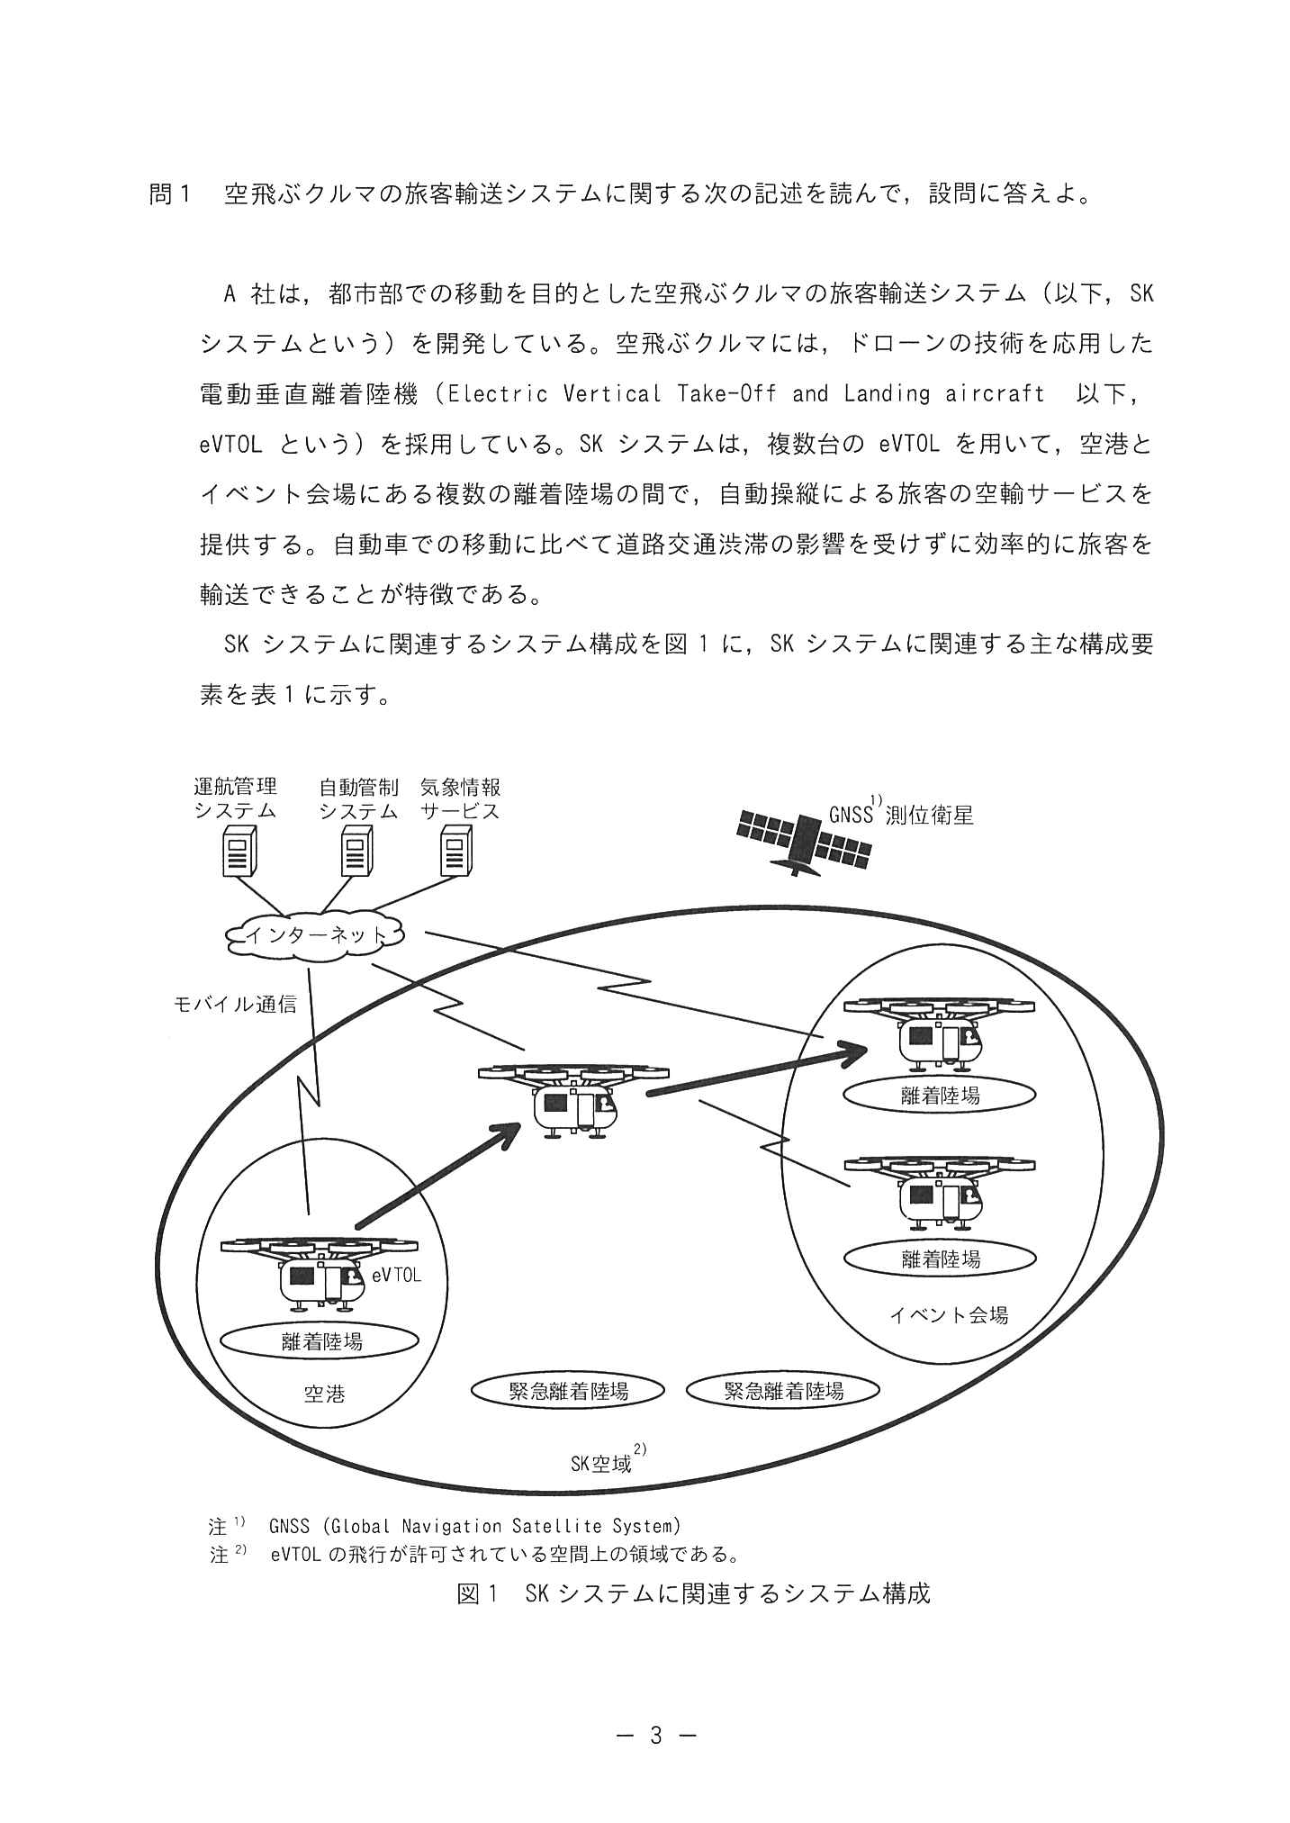 問1 空飛ぶクルマの旅客輸送システムに関する次の記述を読んで，設問に答えよ。
A 社は，都市部での移動を目的とした空飛ぶクルマの旅客輸送システム（以下，SK
システムという）を開発している。空飛ぶクルマには，ドローンの技術を応用した
電動垂直離着陸機（Electric Vertical Take-Off and Landing aircraft 以下，
eVTOL という）を採用している。SK システムは，複数台の eVTOL を用いて，空港と
イベント会場にある複数の離着陸場の間で，自動操縦による旅客の空輸サービスを
提供する。自動車での移動に比べて道路交通渋滞の影響を受けずに効率的に旅客を
輸送できることが特徴である。
SK システムに関連するシステム構成を図 1 に，SK システムに関連する主な構成要
素を表 1 に示す。
運航管理
システム
自動管制
システム
気象情報
サービス
GNSS1)測位衛星
インターネット
モバイル通信
離着陸場
eVTOL
離着陸場
離着陸場
イベント会場
空港
緊急離着陸場
緊急離着陸場
SK空域2)
注1) GNSS（Global Navigation Satellite System）
注2) eVTOL の飛行が許可されている空間上の領域である。
図 1 SK システムに関連するシステム構成
－ 3 －